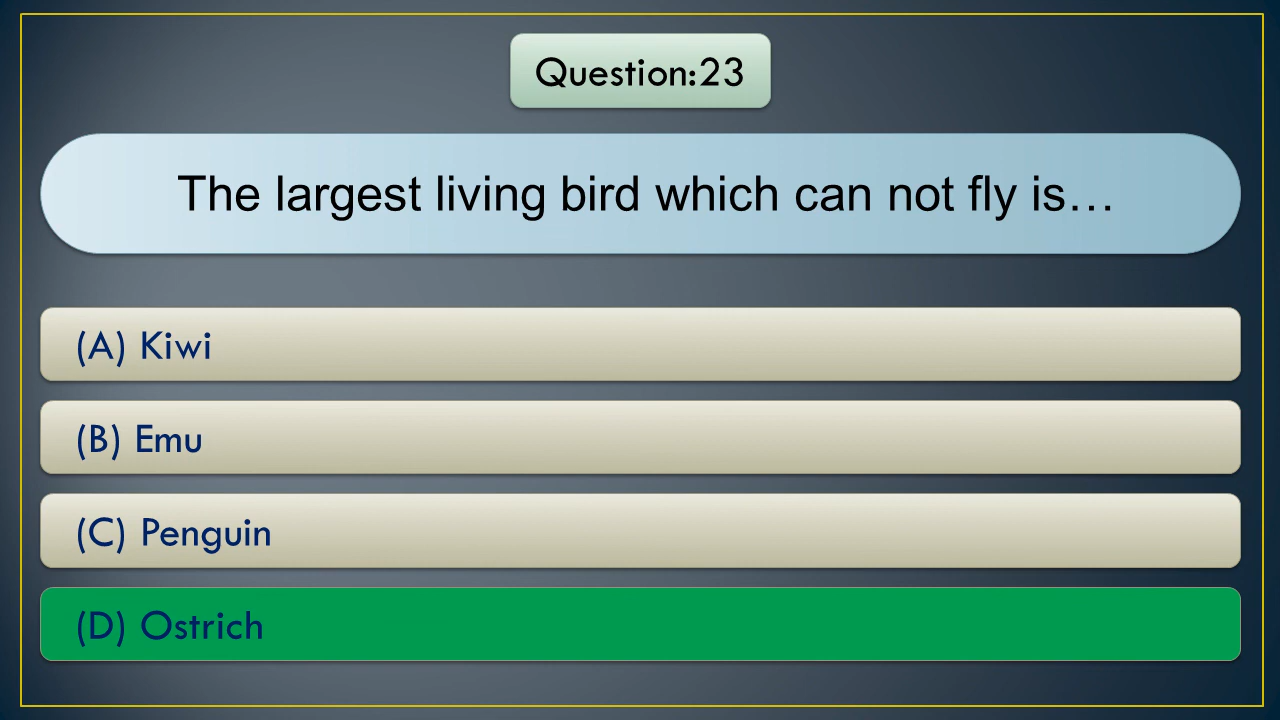 Question:23
The largest living bird which can not fly is…
(A) Kiwi
(B) Emu
(C) Penguin
(D) Ostrich